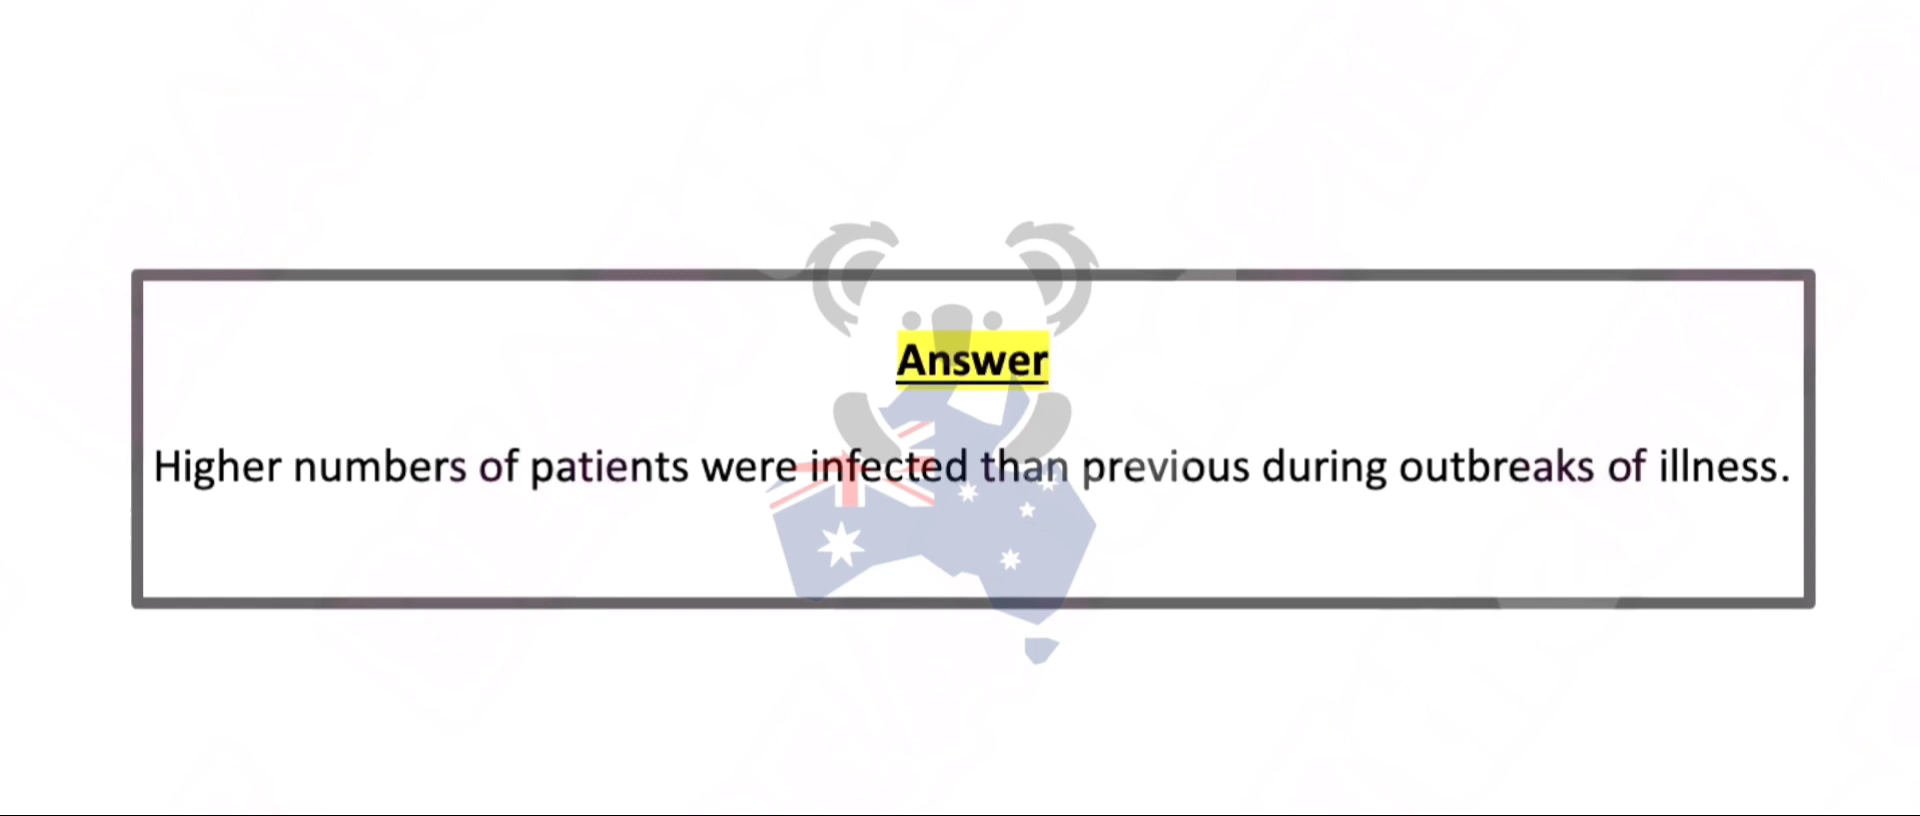 Answer
Higher numbers of patients were infected than previous during outbreaks of illness.